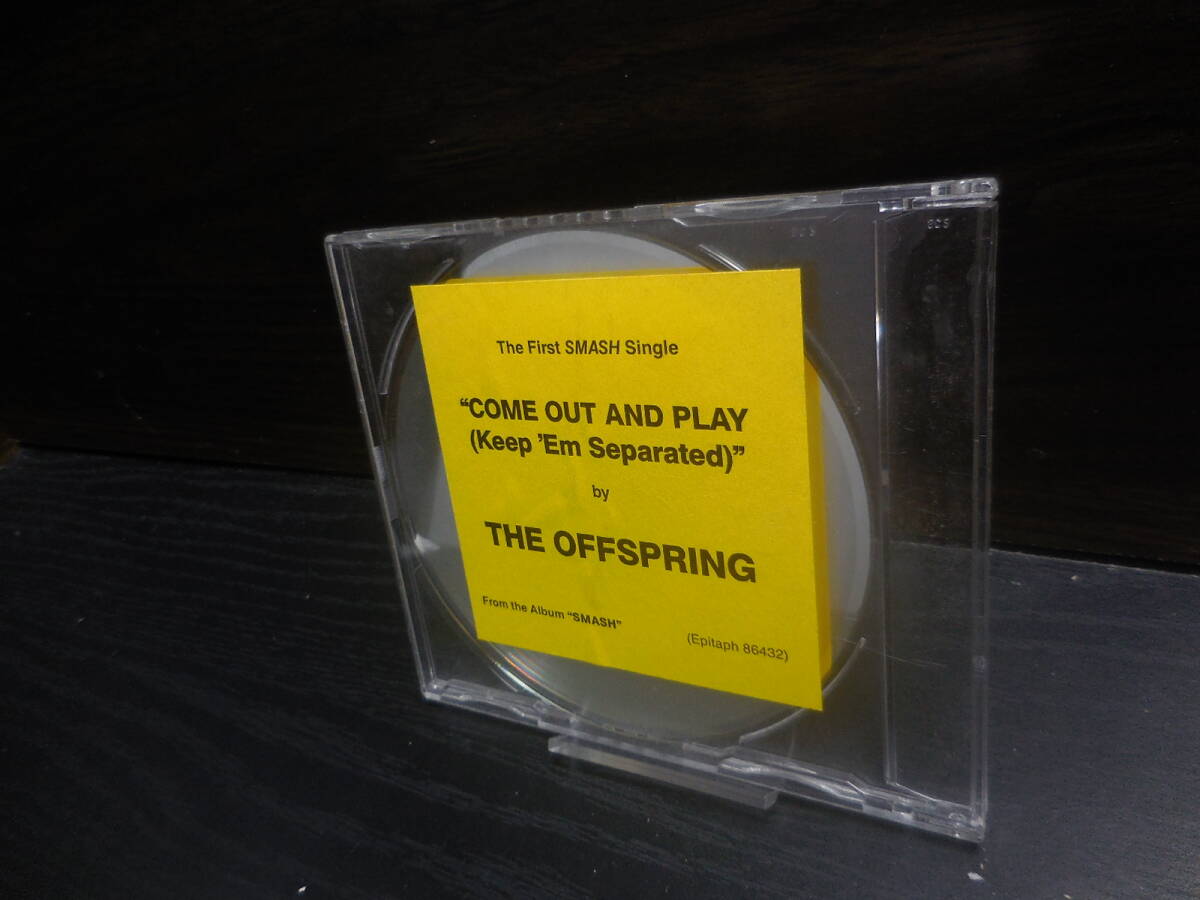 The First SMASH Single
“COME OUT AND PLAY
(Keep ’Em Separated)”
by
THE OFFSPRING
From the Album “SMASH”
(Epitaph 86432)